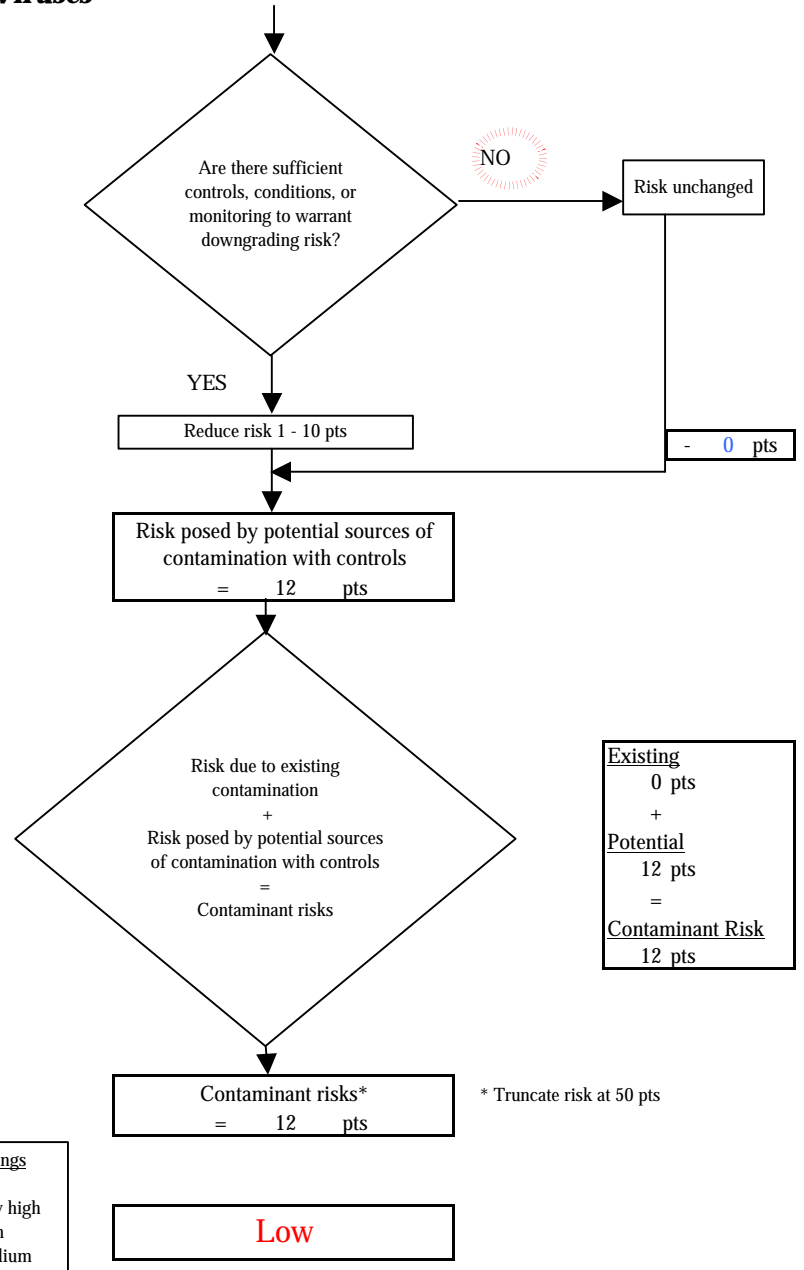 Are there sufficient
controls, conditions, or
monitoring to warrant
downgrading risk?
NO
Risk unchanged
YES
Reduce risk 1 - 10 pts
- 0 pts
Risk posed by potential sources of
contamination with controls
= 12 pts
Risk due to existing
contamination
+
Risk posed by potential sources
of contamination with controls
=
Contaminant risks
Existing
0 pts
+
Potential
12 pts
=
Contaminant Risk
12 pts
Contaminant risks*
= 12 pts
* Truncate risk at 50 pts
high
Low